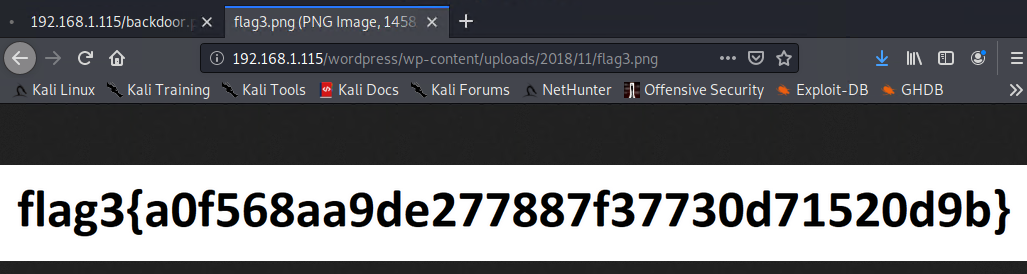 192.168.1.115/backdoor.p
flag3.png (PNG Image, 1458
192.168.1.115/wordpress/wp-content/uploads/2018/11/flag3.png
Kali Linux Kali Training Kali Tools Kali Docs Kali Forums NetHunter Offensive Security Exploit-DB GHDB
flag3{a0f568aa9de277887f37730d71520d9b}